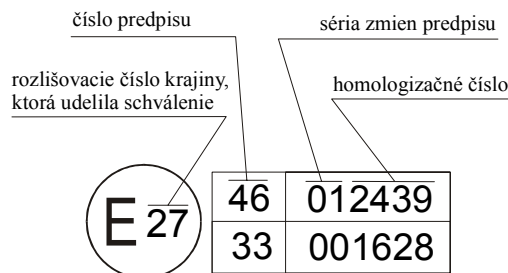 číslo predpisu
séria zmien predpisu
rozlišovacie číslo krajiny,
ktorá udelila schválenie
homologizačné číslo
E 27
46 012439
33 001628